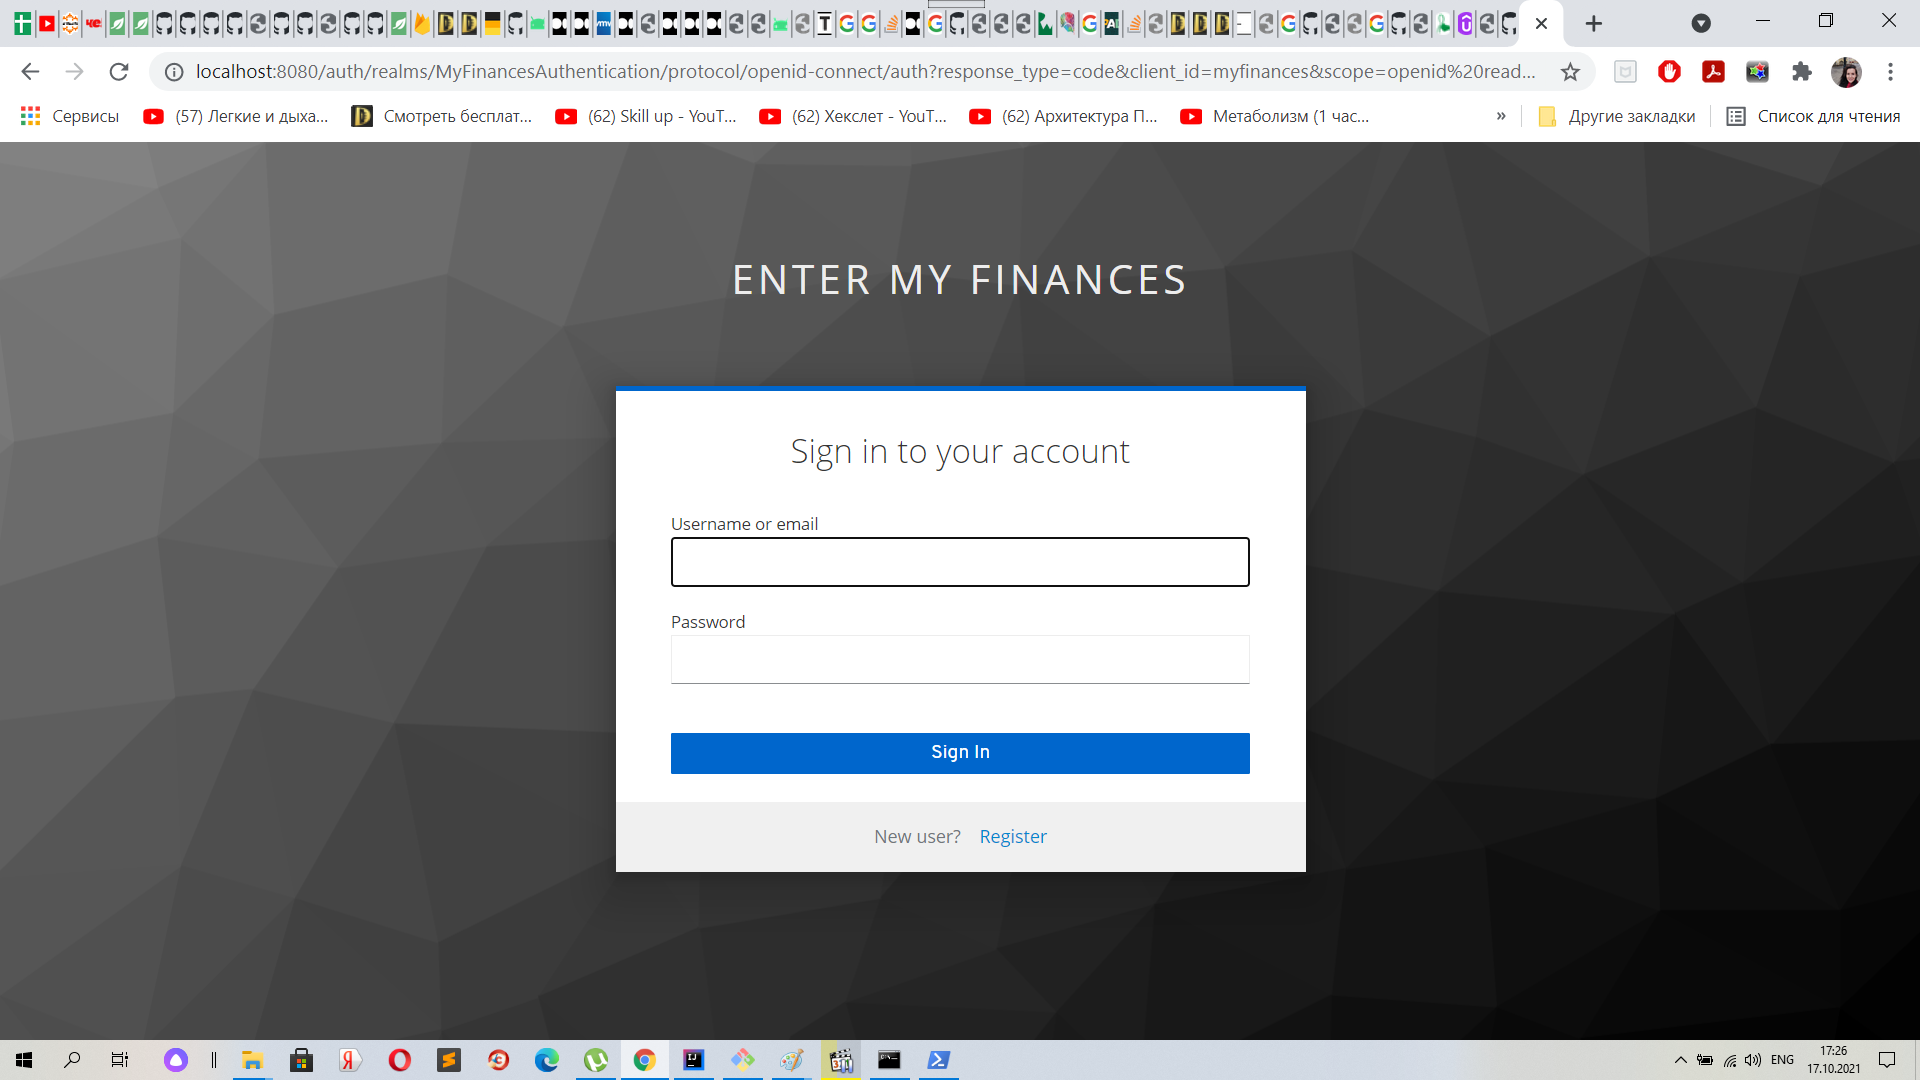 localhost:8080/auth/realms/MyFinancesAuthentication/protocol/openid-connect/auth?response_type=code&client_id=myfinances&scope=openid%20read...
Сервисы
(57) Легкие и дыха...
Смотреть бесплат...
(62) Skill up - YouT...
(62) Хекслет - YouT...
(62) Архитектура П...
Метаболизм (1 час...
»
Другие закладки
Список для чтения
ENTER MY FINANCES
Sign in to your account
Username or email
Password
Sign In
New user? Register
ENG
17:26
17.10.2021